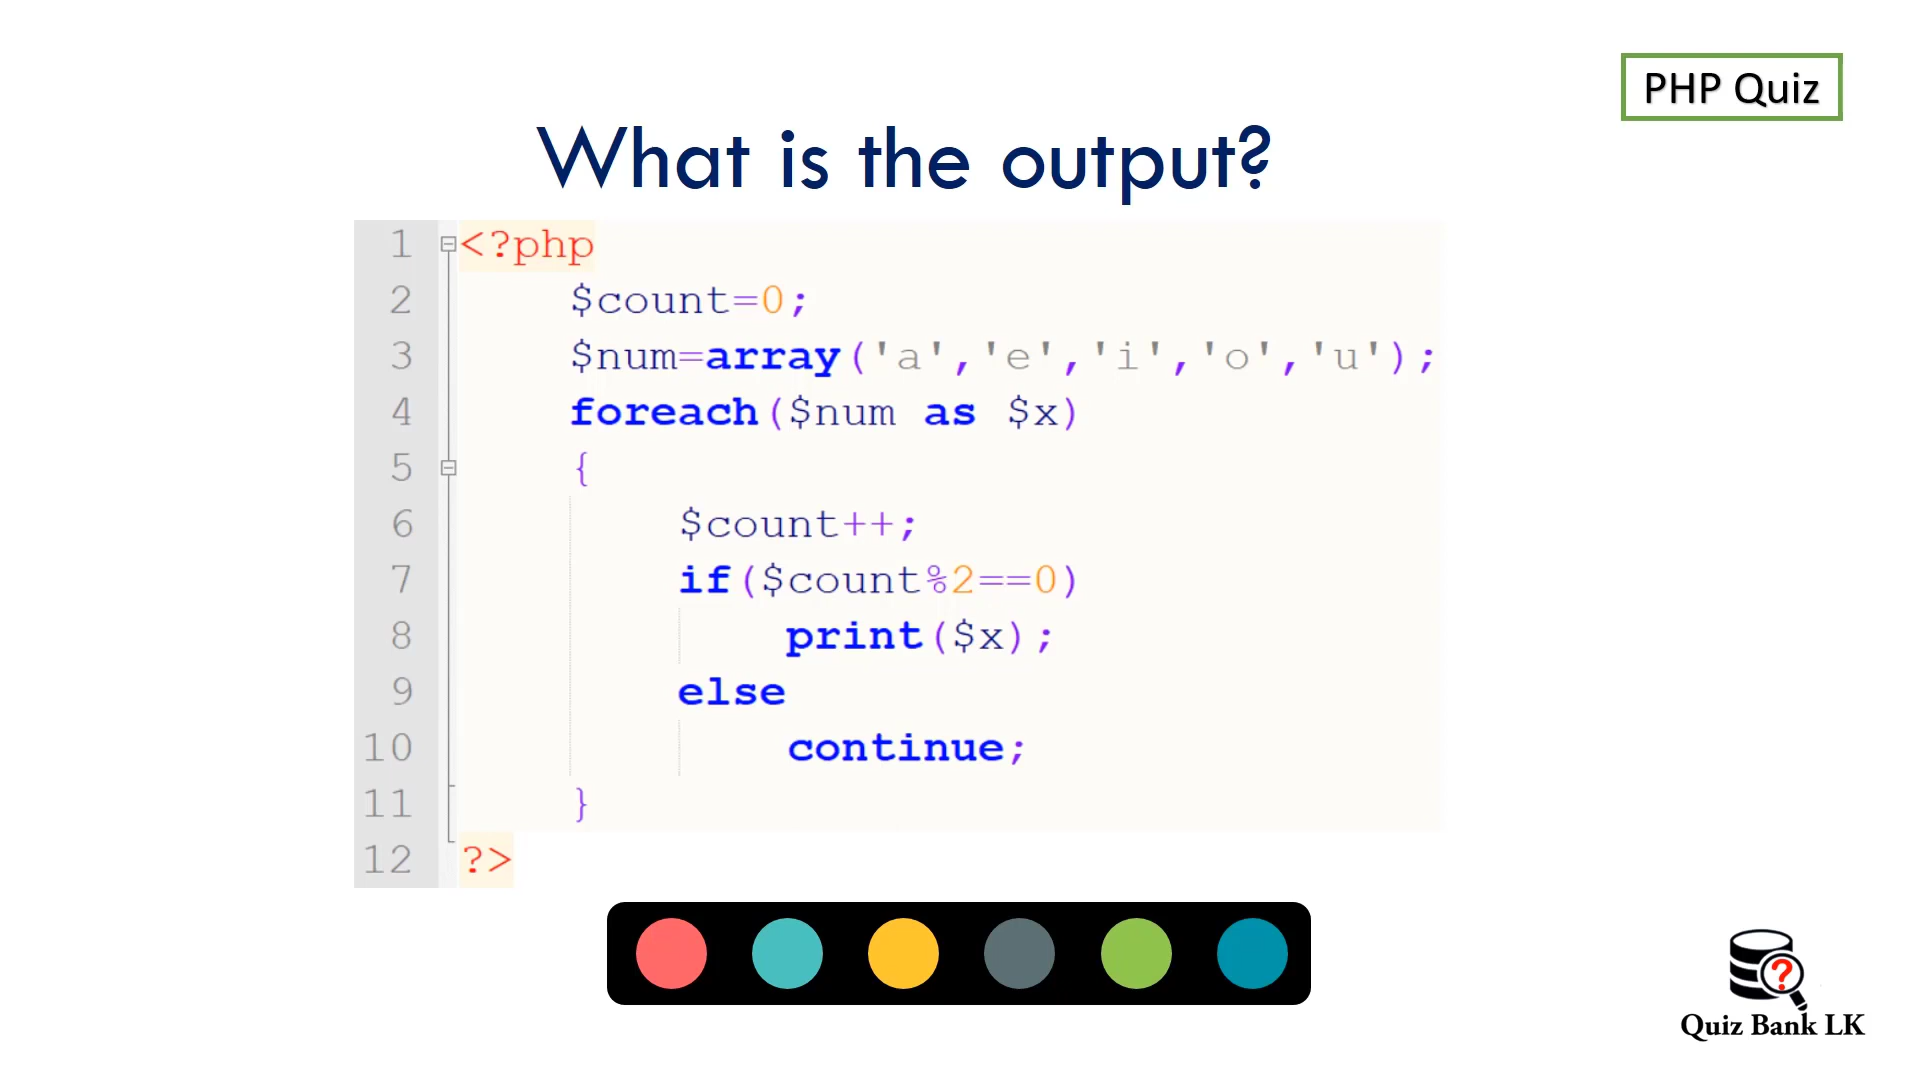 PHP Quiz
What is the output?
1 <?php
2 $count=0;
3 $num=array('a','e','i','o','u');
4 foreach($num as $x)
5 {
6 $count++;
7 if($count%2==0)
8 print($x);
9 else
10 continue;
11 }
12 ?>
?
Quiz Bank LK